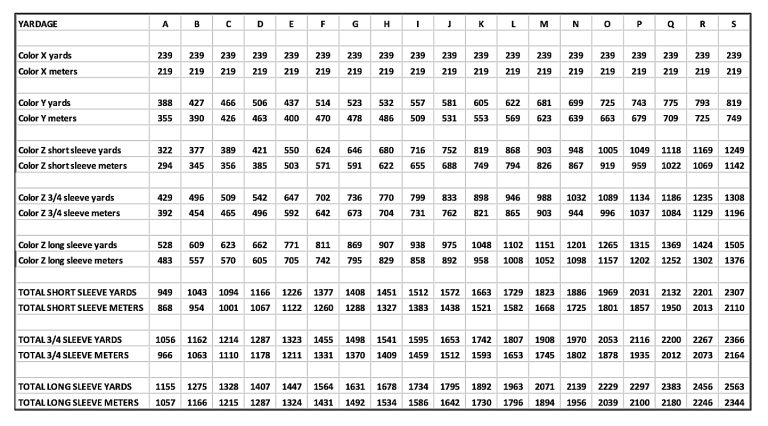 YARDAGE A B C D E F G H I J K L M N O P Q R S
Color X yards 239 239 239 239 239 239 239 239 239 239 239 239 239 239 239 239 239 239 239
Color X meters 219 219 219 219 219 219 219 219 219 219 219 219 219 219 219 219 219 219 219
Color Y yards 388 427 466 506 437 514 523 532 557 581 605 622 681 699 725 743 775 793 819
Color Y meters 355 390 426 463 400 470 478 486 509 531 553 569 623 639 663 679 709 725 749
Color Z short sleeve yards 322 377 389 421 550 624 646 680 716 752 819 868 903 948 1005 1049 1118 1169 1249
Color Z short sleeve meters 294 345 356 385 503 571 591 622 655 688 749 794 826 867 919 959 1022 1069 1142
Color Z 3/4 sleeve yards 429 496 509 542 647 702 736 770 799 833 898 946 988 1032 1089 1134 1186 1235 1308
Color Z 3/4 sleeve meters 392 454 465 496 592 642 673 704 731 762 821 865 903 944 996 1037 1084 1129 1196
Color Z long sleeve yards 528 609 623 662 771 811 869 907 938 975 1048 1102 1151 1201 1265 1315 1369 1424 1505
Color Z long sleeve meters 483 557 570 605 705 742 795 829 858 892 958 1008 1052 1098 1157 1202 1252 1302 1376
TOTAL SHORT SLEEVE YARDS 949 1043 1094 1166 1226 1377 1408 1451 1512 1572 1663 1729 1823 1886 1969 2031 2132 2201 2307
TOTAL SHORT SLEEVE METERS 868 954 1001 1067 1122 1260 1288 1327 1383 1438 1521 1582 1668 1725 1801 1857 1950 2013 2110
TOTAL 3/4 SLEEVE YARDS 1056 1162 1214 1287 1323 1455 1498 1541 1595 1653 1742 1807 1908 1970 2053 2116 2200 2267 2366
TOTAL 3/4 SLEEVE METERS 966 1063 1110 1178 1211 1331 1370 1409 1459 1512 1593 1653 1745 1802 1878 1935 2012 2073 2164
TOTAL LONG SLEEVE YARDS 1155 1275 1328 1407 1447 1564 1631 1678 1734 1795 1892 1963 2071 2139 2229 2297 2383 2456 2563
TOTAL LONG SLEEVE METERS 1057 1166 1215 1287 1324 1431 1492 1534 1586 1642 1730 1796 1894 1956 2039 2100 2180 2246 2344